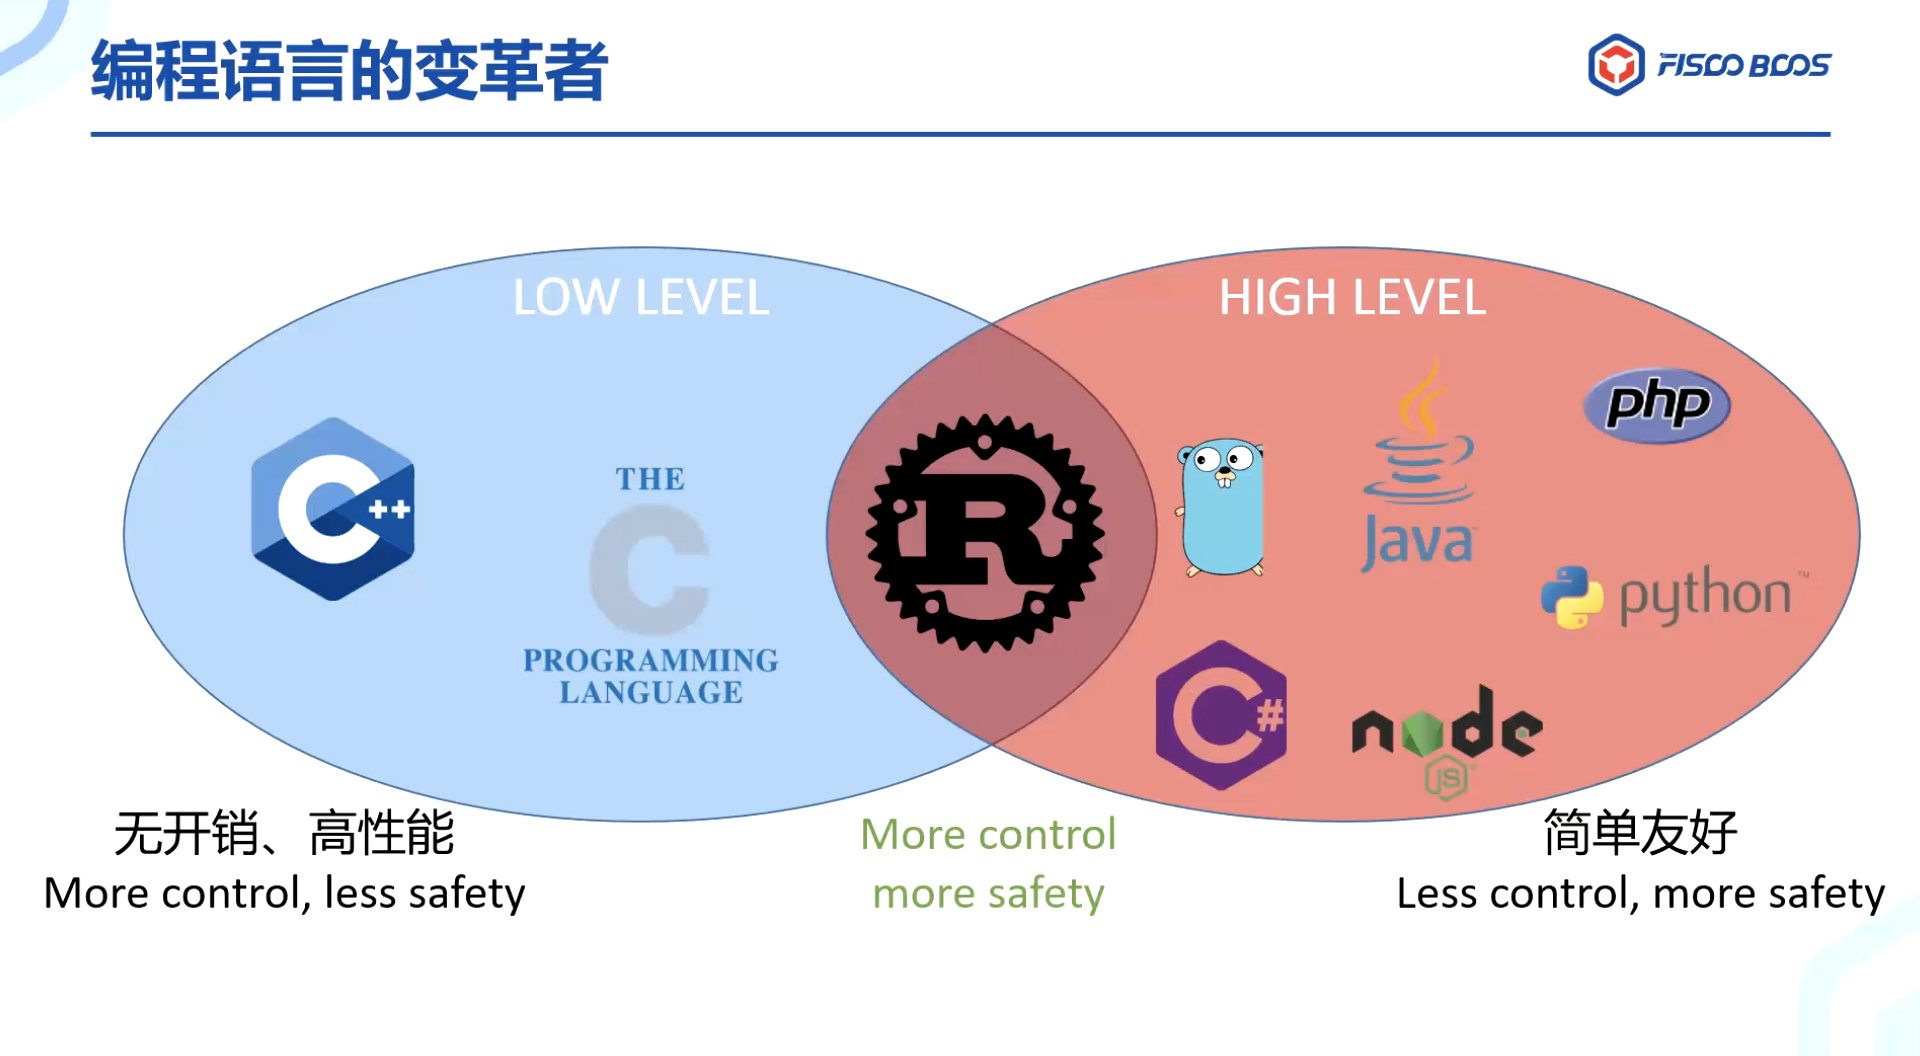 编程语言的变革者
FISCO BCOS
LOW LEVEL
HIGH LEVEL
C++
THE
C
PROGRAMMING
LANGUAGE
R
Java
php
python™
C#
node
JS
无开销、高性能
More control, less safety
More control
more safety
简单友好
Less control, more safety